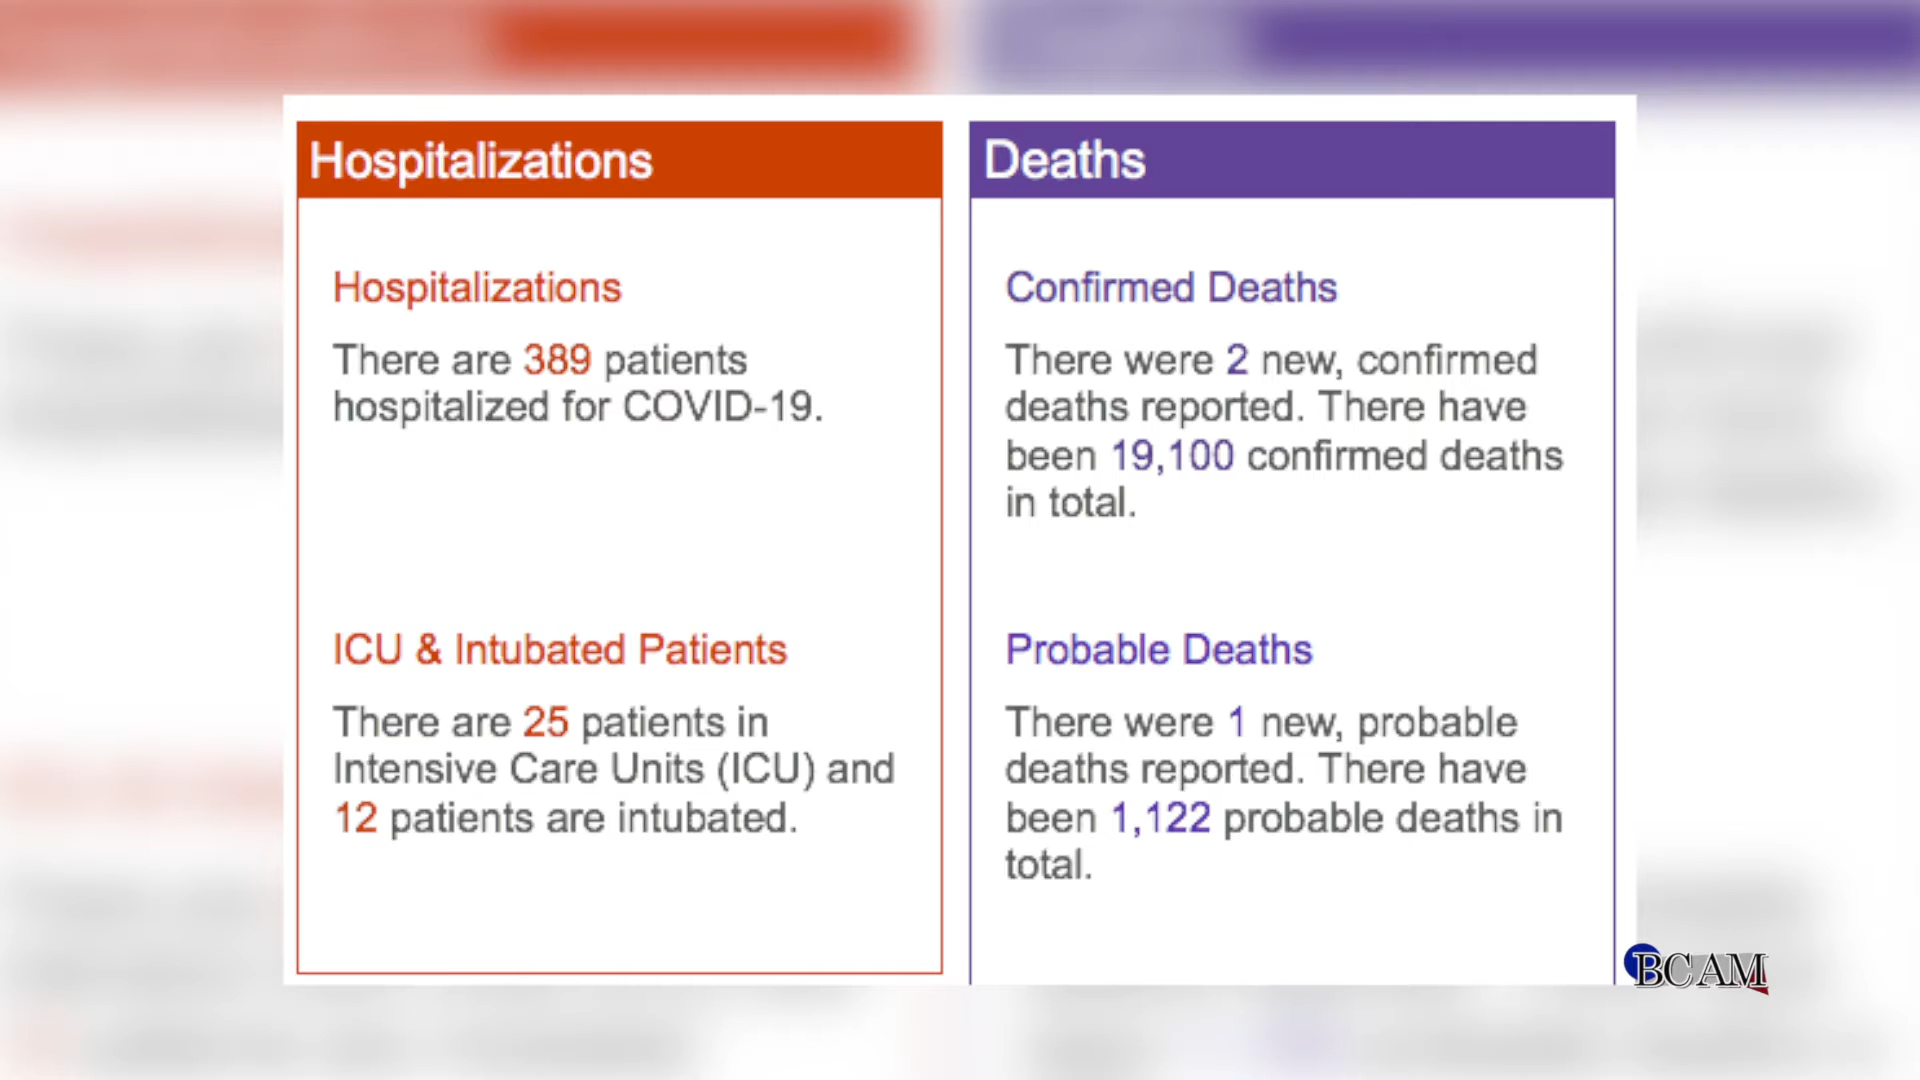 Hospitalizations
Hospitalizations
There are 389 patients
hospitalized for COVID-19.
ICU & Intubated Patients
There are 25 patients in
Intensive Care Units (ICU) and
12 patients are intubated.
Deaths
Confirmed Deaths
There were 2 new, confirmed
deaths reported. There have
been 19,100 confirmed deaths
in total.
Probable Deaths
There were 1 new, probable
deaths reported. There have
been 1,122 probable deaths in
total.
BCAM